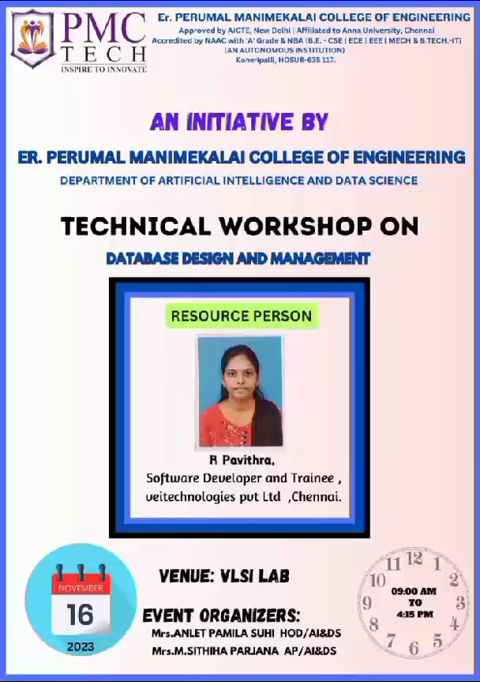 PMC
TECH
INSPIRE TO INNOVATE
Er. PERUMAL MANIMEKALAI COLLEGE OF ENGINEERING
Approved by AICTE, New Delhi | Affiliated to Anna University, Chennai
Accredited by NAAC with 'A' Grade & NBA (B.E. - CSE | ECE | EEE | MECH & B.TECH.-IT)
(AN AUTONOMOUS INSTITUTION)
Koneripalli, HOSUR-635 117.
AN INITIATIVE BY
ER. PERUMAL MANIMEKALAI COLLEGE OF ENGINEERING
DEPARTMENT OF ARTIFICIAL INTELLIGENCE AND DATA SCIENCE
TECHNICAL WORKSHOP ON
DATABASE DESIGN AND MANAGEMENT
RESOURCE PERSON
R Pavithra,
Software Developer and Trainee ,
veitechnologies pvt Ltd ,Chennai.
VENUE: VLSI LAB
NOVEMBER
16
2023
EVENT ORGANIZERS:
Mrs.ANLET PAMILA SUHI HOD/AI&DS
Mrs.M.SITHIHA PARJANA AP/AI&DS
12
1
2
3
4
5
6
7
8
9
10
11
09:00 AM
TO
4:15 PM